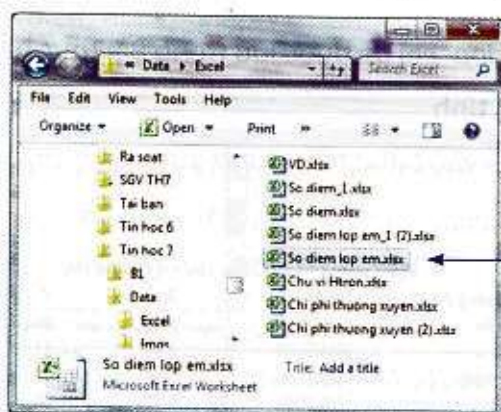 Data ▸ Excel
Search Excel
File Edit View Tools Help
Organize Open Print »
Ra soat
SGV TH7
Tai ban
Tin hoc 6
Tin hoc 7
BL
Data
Excel
Imgs
VD.xlsx
So diem_1.xlsx
So diem.xlsx
So diem lop em_1 (2).xlsx
So diem lop em.xlsx
Chu vi Htron.xlsx
Chi phi thuong xuyen.xlsx
Chi phi thuong xuyen (2).xlsx
So diem lop em.xlsx Title: Add a title
Microsoft Excel Worksheet